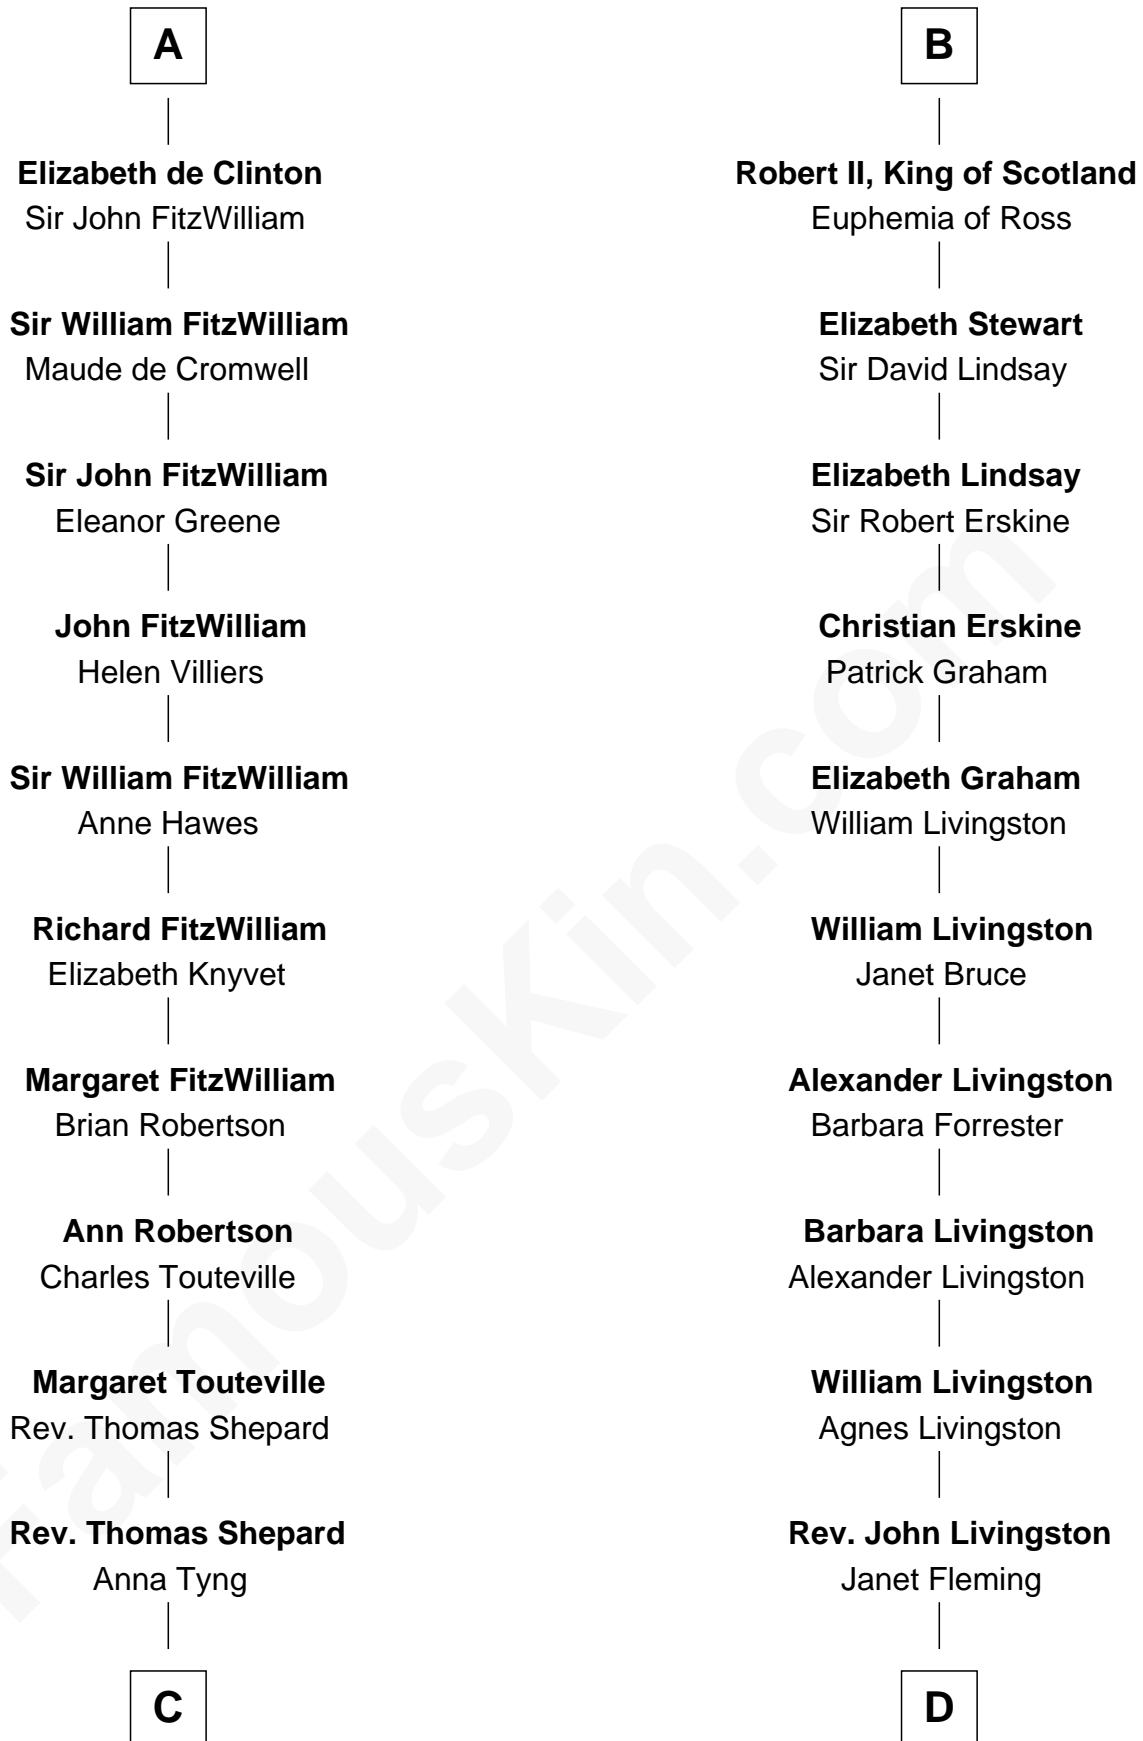 A
Elizabeth de Clinton
Sir John FitzWilliam
Sir William FitzWilliam
Maude de Cromwell
Sir John FitzWilliam
Eleanor Greene
John FitzWilliam
Helen Villiers
Sir William FitzWilliam
Anne Hawes
Richard FitzWilliam
Elizabeth Knyvet
Margaret FitzWilliam
Brian Robertson
Ann Robertson
Charles Touteville
Margaret Touteville
Rev. Thomas Shepard
Rev. Thomas Shepard
Anna Tyng
C
B
Robert II, King of Scotland
Euphemia of Ross
Elizabeth Stewart
Sir David Lindsay
Elizabeth Lindsay
Sir Robert Erskine
Christian Erskine
Patrick Graham
Elizabeth Graham
William Livingston
William Livingston
Janet Bruce
Alexander Livingston
Barbara Forrester
Barbara Livingston
Alexander Livingston
William Livingston
Agnes Livingston
Rev. John Livingston
Janet Fleming
D
FamousKin.com